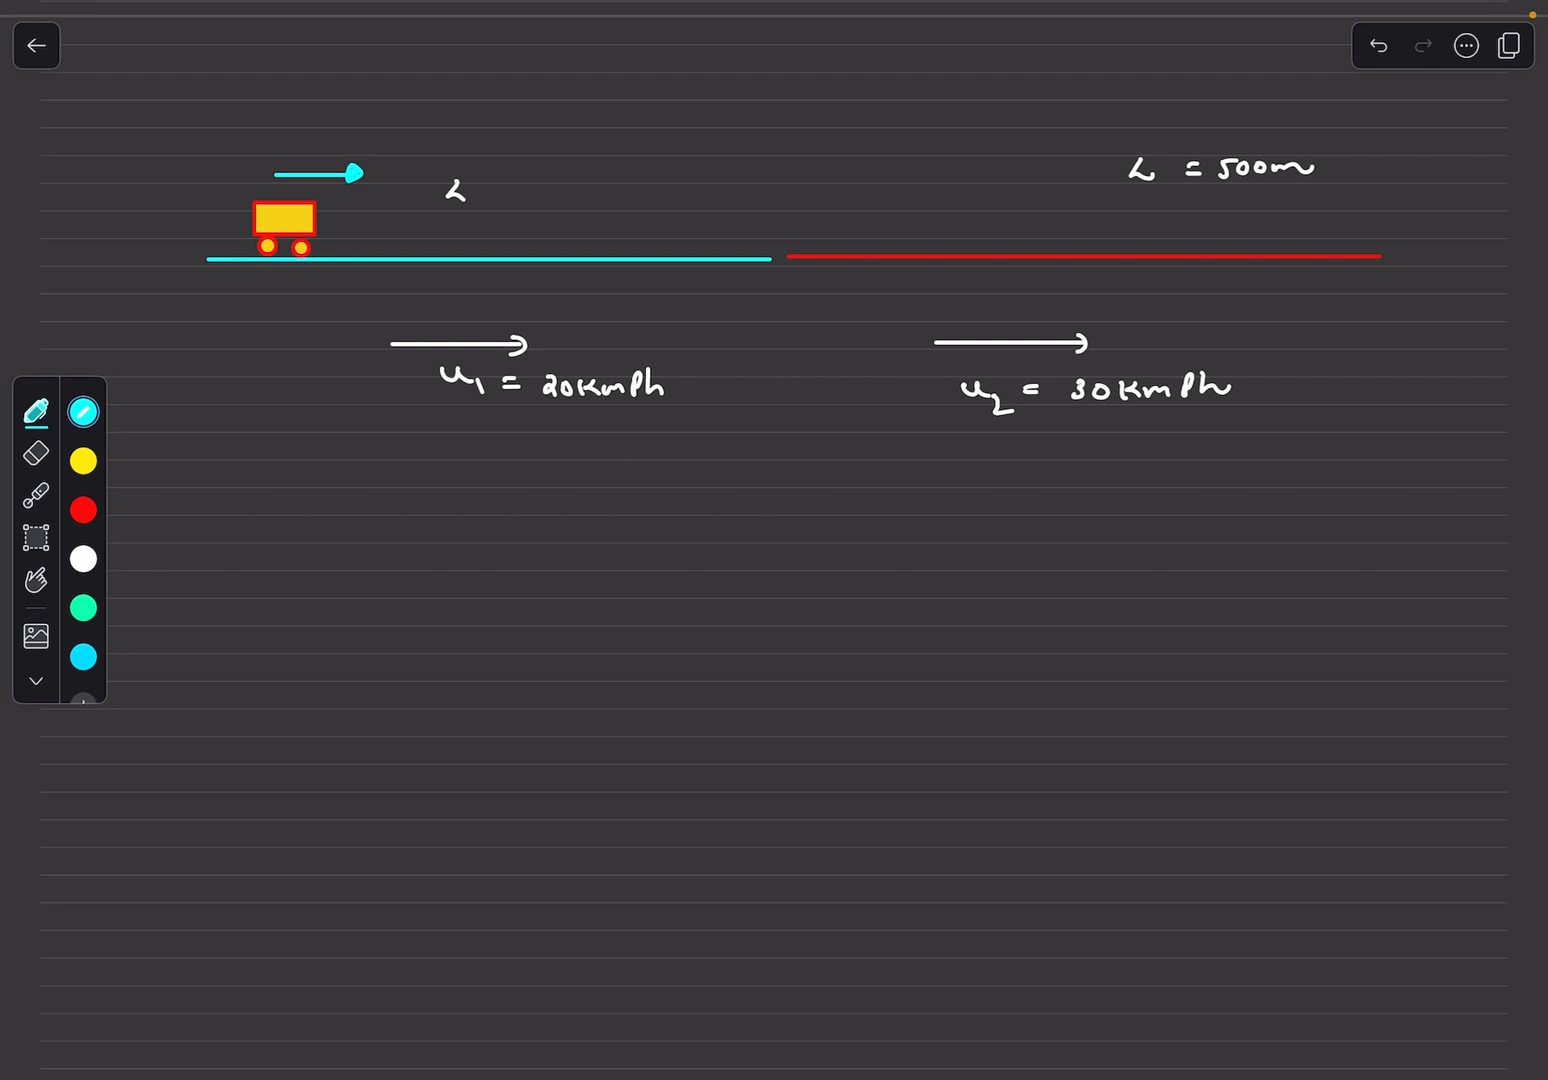 L = 500m
L
u₁ = 20KmPh
u₂ = 30KmPh